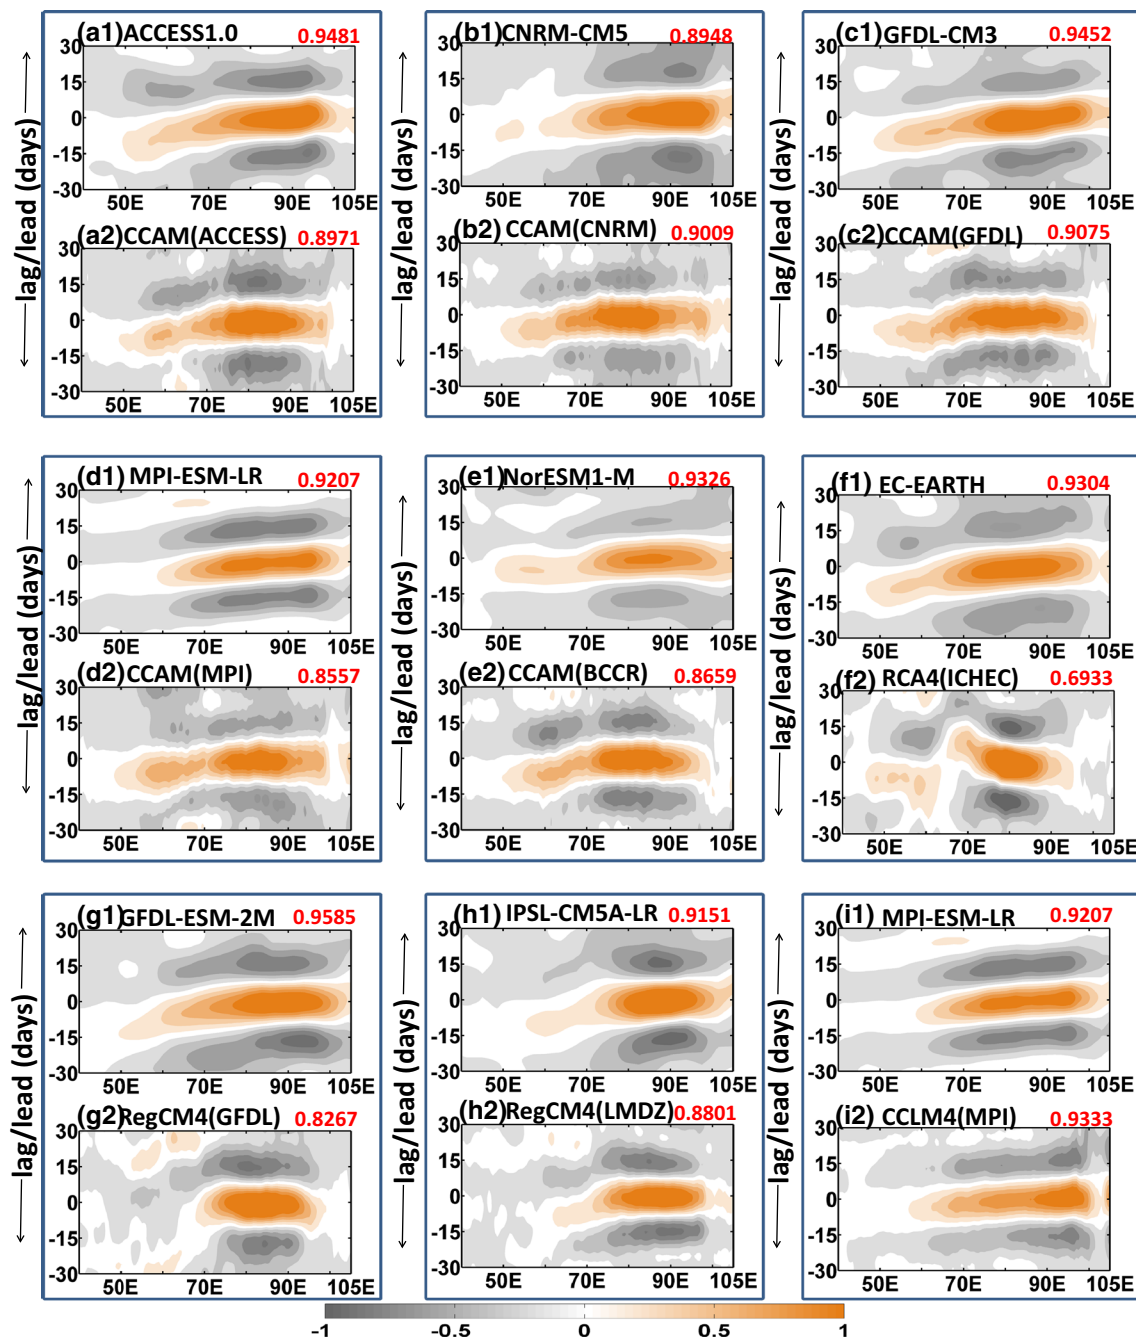 (a1)ACCESS1.0 0.9481
30
15
0
-15
-30
50E 70E 90E 105E
(a2)CCAM(ACCESS) 0.8971
30
15
0
-15
-30
50E 70E 90E 105E
lag/lead (days)
(b1)CNRM-CM5 0.8948
30
15
0
-15
-30
50E 70E 90E 105E
(b2) CCAM(CNRM) 0.9009
30
15
0
-15
-30
50E 70E 90E 105E
lag/lead (days)
(c1)GFDL-CM3 0.9452
30
15
0
-15
-30
50E 70E 90E 105E
(c2)CCAM(GFDL) 0.9075
30
15
0
-15
-30
50E 70E 90E 105E
lag/lead (days)
(d1) MPI-ESM-LR 0.9207
30
15
0
-15
-30
50E 70E 90E 105E
(d2)CCAM(MPI) 0.8557
30
15
0
-15
-30
50E 70E 90E 105E
lag/lead (days)
(e1)NorESM1-M 0.9326
30
15
0
-15
-30
50E 70E 90E 105E
(e2) CCAM(BCCR) 0.8659
30
15
0
-15
-30
50E 70E 90E 105E
lag/lead (days)
(f1) EC-EARTH 0.9304
30
15
0
-15
-30
50E 70E 90E 105E
(f2) RCA4(ICHEC) 0.6933
30
15
0
-15
-30
50E 70E 90E 105E
lag/lead (days)
(g1)GFDL-ESM-2M 0.9585
30
15
0
-15
-30
50E 70E 90E 105E
(g2)RegCM4(GFDL) 0.8267
30
15
0
-15
-30
50E 70E 90E 105E
lag/lead (days)
(h1) IPSL-CM5A-LR 0.9151
30
15
0
-15
-30
50E 70E 90E 105E
(h2)RegCM4(LMDZ) 0.8801
30
15
0
-15
-30
50E 70E 90E 105E
lag/lead (days)
(i1) MPI-ESM-LR 0.9207
30
15
0
-15
-30
50E 70E 90E 105E
(i2) CCLM4(MPI) 0.9333
30
15
0
-15
-30
50E 70E 90E 105E
lag/lead (days)
-1 -0.5 0 0.5 1